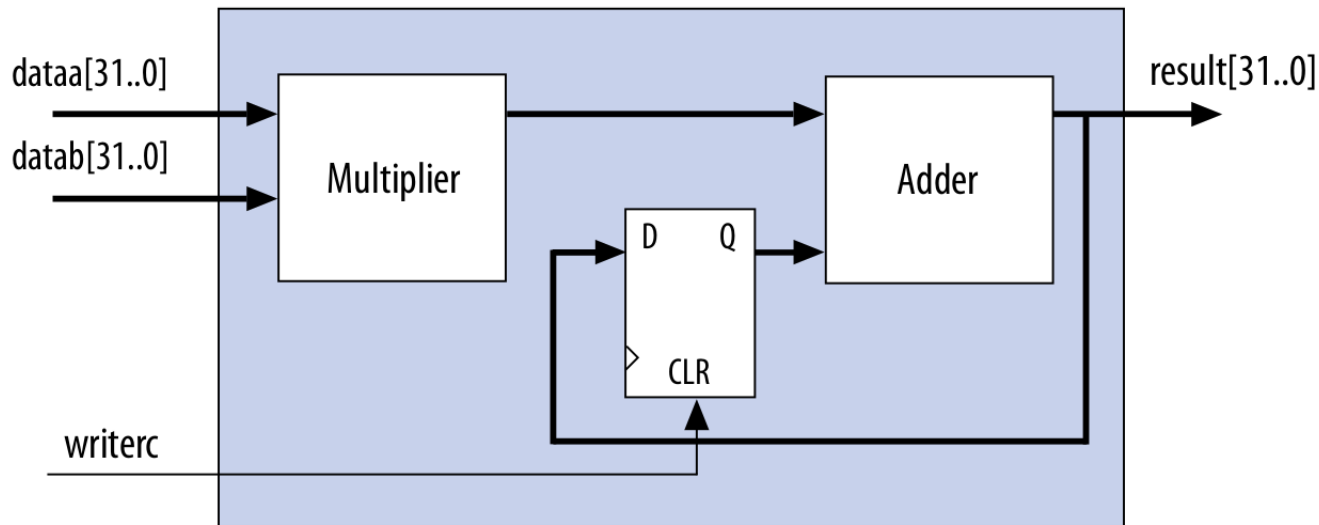 dataa[31..0]
result[31..0]
datab[31..0]
Multiplier
Adder
D
Q
CLR
writerc